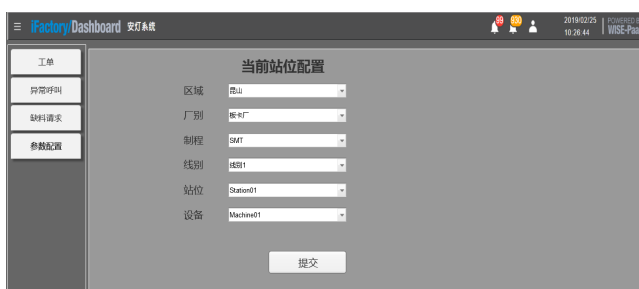 ≡ iFactory/Dashboard 安灯系统 99 930 2019/02/25 POWERED B
10:26:44 WISE-Paa
工单
异常呼叫
缺料请求
参数配置
当前站位配置
区域 昆山
厂别 板卡厂
制程 SMT
线别 线别1
站位 Station01
设备 Machine01
提交